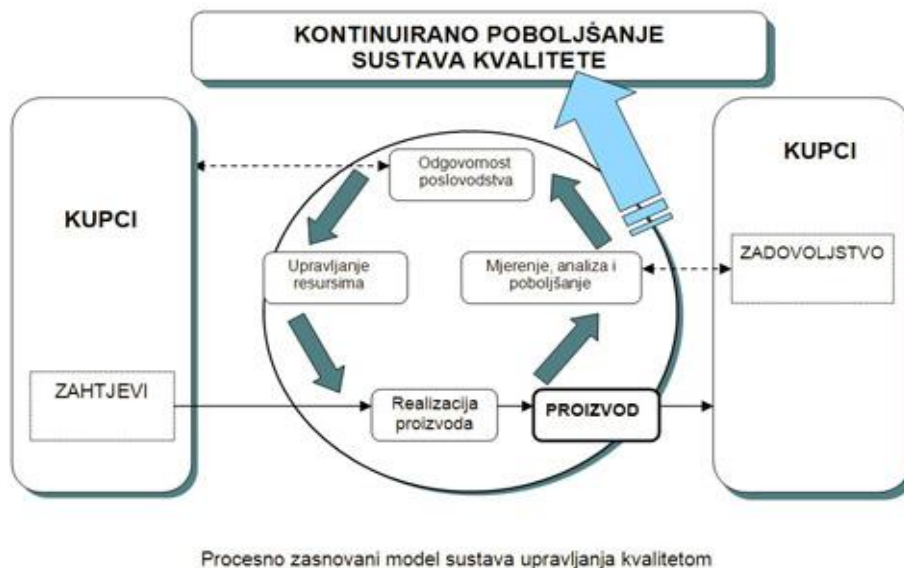 KONTINUIRANO POBOLJŠANJE
SUSTAVA KVALITETE
KUPCI
ZAHTJEVI
Odgovornost
poslovodstva
Upravljanje
resursima
Mjerenje, analiza i
poboljšanje
Realizacija
proizvoda
PROIZVOD
KUPCI
ZADOVOLJSTVO
Procesno zasnovani model sustava upravljanja kvalitetom